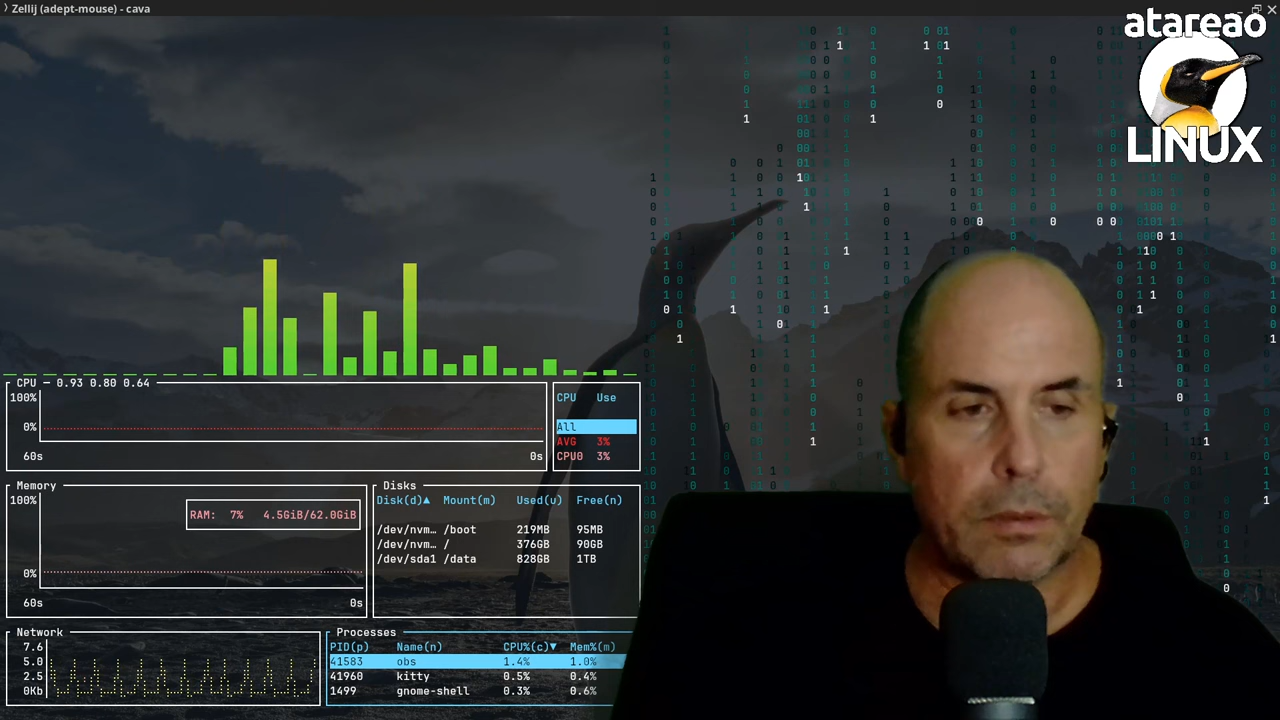 Zellij (adept-mouse) - cava
atareao
LINUX
CPU — 0.93 0.80 0.64
100%
0%
60s 0s
CPU Use
All
AVG 3%
CPU0 3%
Memory
100%
RAM: 7% 4.5GiB/62.0GiB
0%
60s 0s
Disks
Disk(d)▲ Mount(m) Used(u) Free(n)
/dev/nvm… /boot 219MB 95MB
/dev/nvm… / 376GB 90GB
/dev/sda1 /data 828GB 1TB
Network
7.6
5.0
2.5
0Kb
Processes
PID(p) Name(n) CPU%(c)▼ Mem%(m)
41583 obs 1.4% 1.0%
41960 kitty 0.5% 0.4%
1499 gnome-shell 0.3% 0.6%